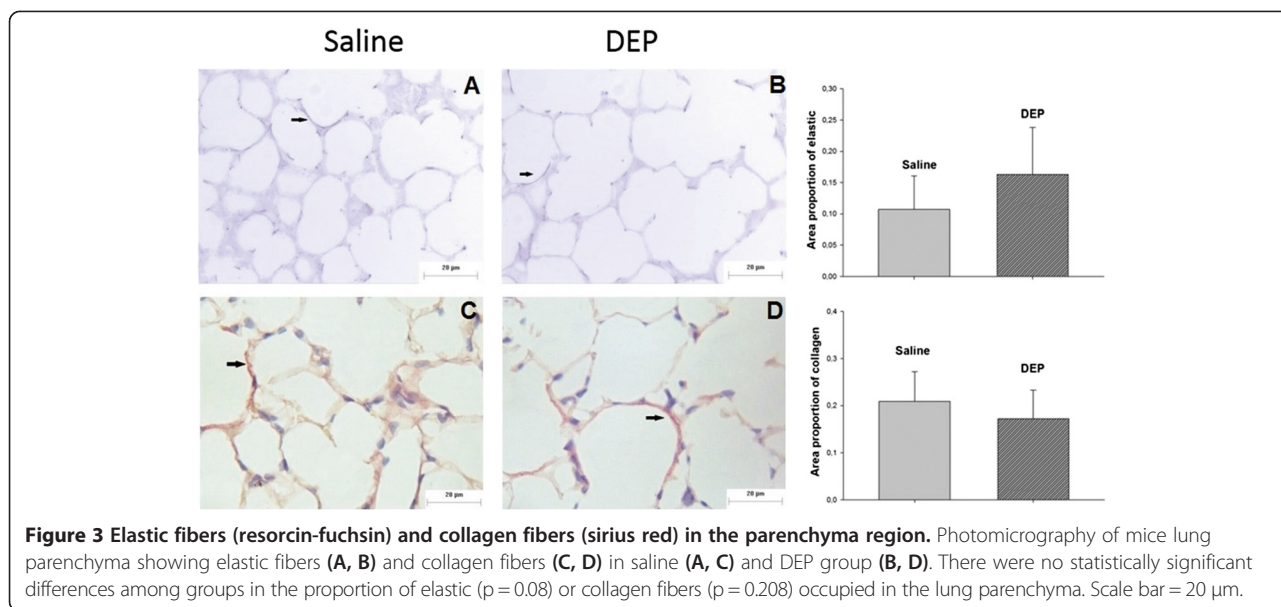 Saline DEP
A
B
20 µm
20 µm
C
D
20 µm
20 µm
Area proportion of elastic
0,30
0,25
0,20
0,15
0,10
0,05
0,00
Saline
DEP
Area proportion of collagen
0,4
0,3
0,2
0,1
0,0
Saline
DEP
Figure 3 Elastic fibers (resorcin-fuchsin) and collagen fibers (sirius red) in the parenchyma region. Photomicrography of mice lung
parenchyma showing elastic fibers (A, B) and collagen fibers (C, D) in saline (A, C) and DEP group (B, D). There were no statistically significant
differences among groups in the proportion of elastic (p = 0.08) or collagen fibers (p = 0.208) occupied in the lung parenchyma. Scale bar = 20 µm.